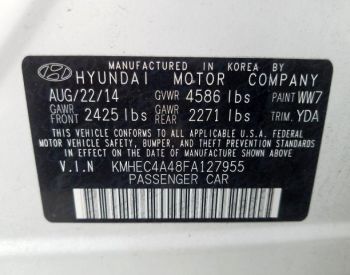 MANUFACTURED IN KOREA BY
HYUNDAI MOTOR COMPANY
AUG/22/14 GVWR 4586 lbs PAINT WW7
GAWR FRONT 2425 lbs GAWR REAR 2271 lbs TRIM. YDA
THIS VEHICLE CONFORMS TO ALL APPLICABLE U.S.A. FEDERAL
MOTOR VEHICLE SAFETY, BUMPER, AND THEFT PREVENTION
STANDARDS IN EFFECT ON THE DATE OF MANUFACTURE SHOWN ABOVE.
V.I.N KMHEC4A48FA127955
PASSENGER CAR